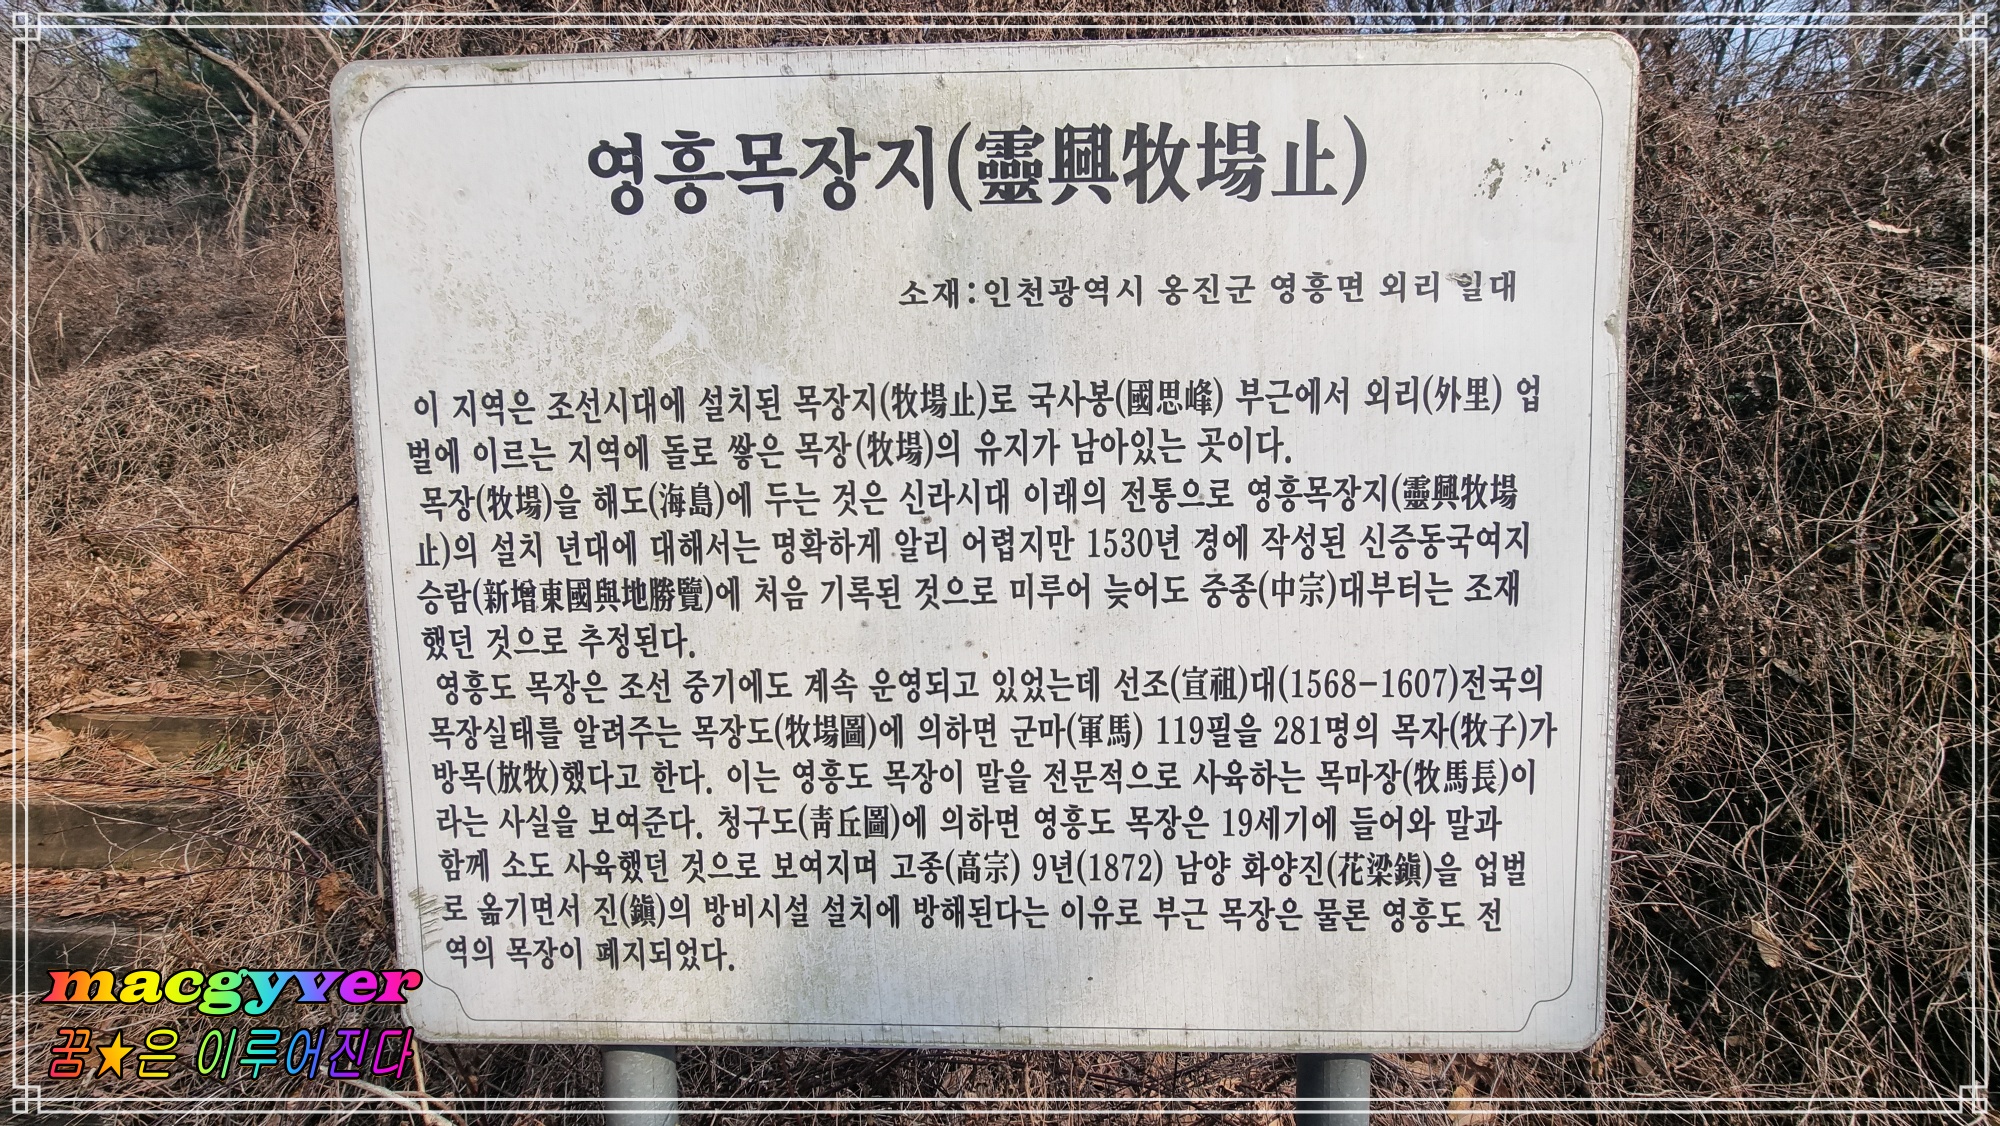 영흥목장지(靈興牧場止)
소재:인천광역시 옹진군 영흥면 외리 일대
이 지역은 조선시대에 설치된 목장지(牧場止)로 국사봉(國思峰) 부근에서 외리(外里) 업
벌에 이르는 지역에 돌로 쌓은 목장(牧場)의 유지가 남아있는 곳이다.
목장(牧場)을 해도(海島)에 두는 것은 신라시대 이래의 전통으로 영흥목장지(靈興牧場
止)의 설치 년대에 대해서는 명확하게 알리 어렵지만 1530년 경에 작성된 신증동국여지
승람(新增東國輿地勝覽)에 처음 기록된 것으로 미루어 늦어도 중종(中宗)대부터는 조재
했던 것으로 추정된다.
영흥도 목장은 조선 중기에도 계속 운영되고 있었는데 선조(宣祖)대(1568-1607)전국의
목장실태를 알려주는 목장도(牧場圖)에 의하면 군마(軍馬) 119필을 281명의 목자(牧子)가
방목(放牧)했다고 한다. 이는 영흥도 목장이 말을 전문적으로 사육하는 목마장(牧馬長)이
라는 사실을 보여준다. 청구도(靑丘圖)에 의하면 영흥도 목장은 19세기에 들어와 말과
함께 소도 사육했던 것으로 보여지며 고종(高宗) 9년(1872) 남양 화양진(花梁鎭)을 업벌
로 옮기면서 진(鎭)의 방비시설 설치에 방해된다는 이유로 부근 목장은 물론 영흥도 전
역의 목장이 폐지되었다.
macgyver
꿈★은 이루어진다